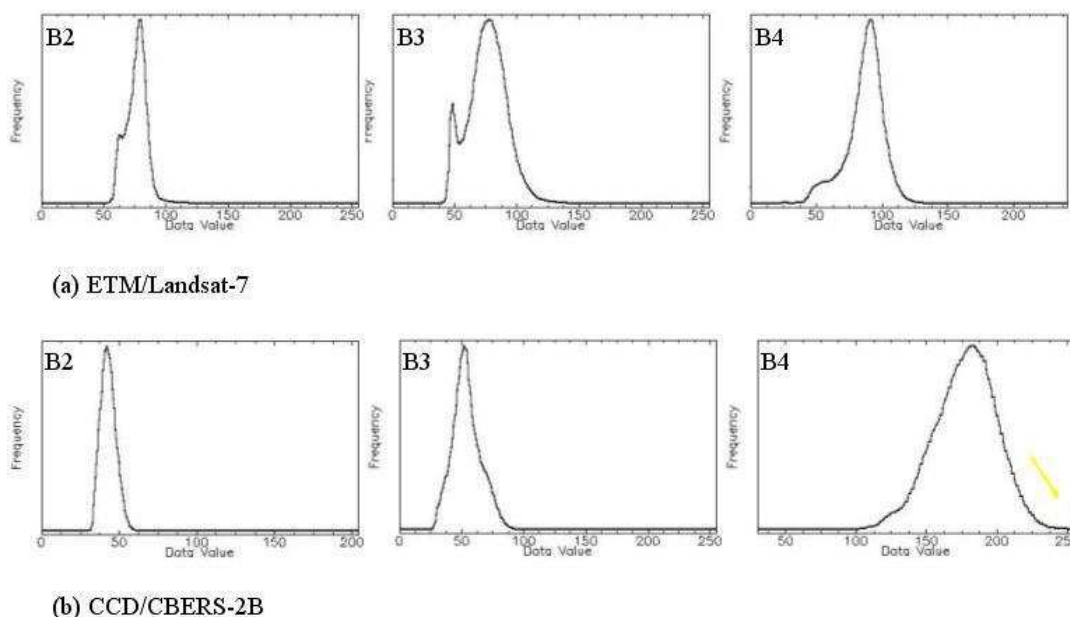 B2
Frequency
0 50 100 150 200 250
Data Value
B3
Frequency
0 50 100 150 200 250
Data Value
B4
Frequency
0 50 100 150 200
Data Value
(a) ETM/Landsat-7
B2
Frequency
0 50 100 150 200
Data Value
B3
Frequency
0 50 100 150 200 250
Data Value
B4
Frequency
50 100 150 200 250
Data Value
(b) CCD/CBERS-2B